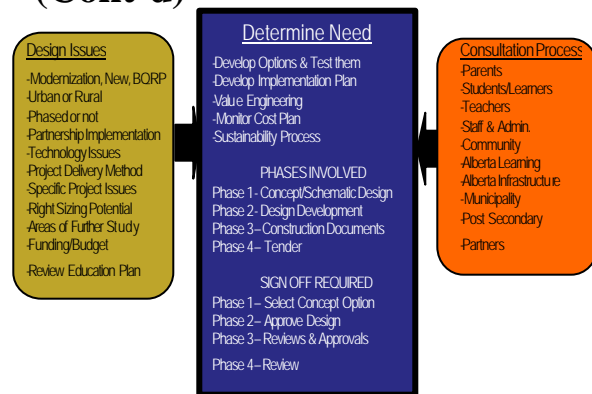 (Cont'd)
Design Issues
-Modernization, New, BQRP
-Urban or Rural
-Phased or not
-Partnership Implementation
-Technology Issues
-Project Delivery Method
-Specific Project Issues
-Right Sizing Potential
-Areas of Further Study
-Funding/Budget
-Review Education Plan
Determine Need
-Develop Options & Test them
-Develop Implementation Plan
-Value Engineering
-Monitor Cost Plan
-Sustainability Process
PHASES INVOLVED
Phase 1- Concept/Schematic Design
Phase 2- Design Development
Phase 3– Construction Documents
Phase 4– Tender
SIGN OFF REQUIRED
Phase 1– Select Concept Option
Phase 2– Approve Design
Phase 3– Reviews & Approvals
Phase 4– Review
Consultation Process
-Parents
-Students/Learners
-Teachers
-Staff & Admin.
-Community
-Alberta Learning
-Alberta Infrastructure
-Municipality
-Post Secondary
-Partners